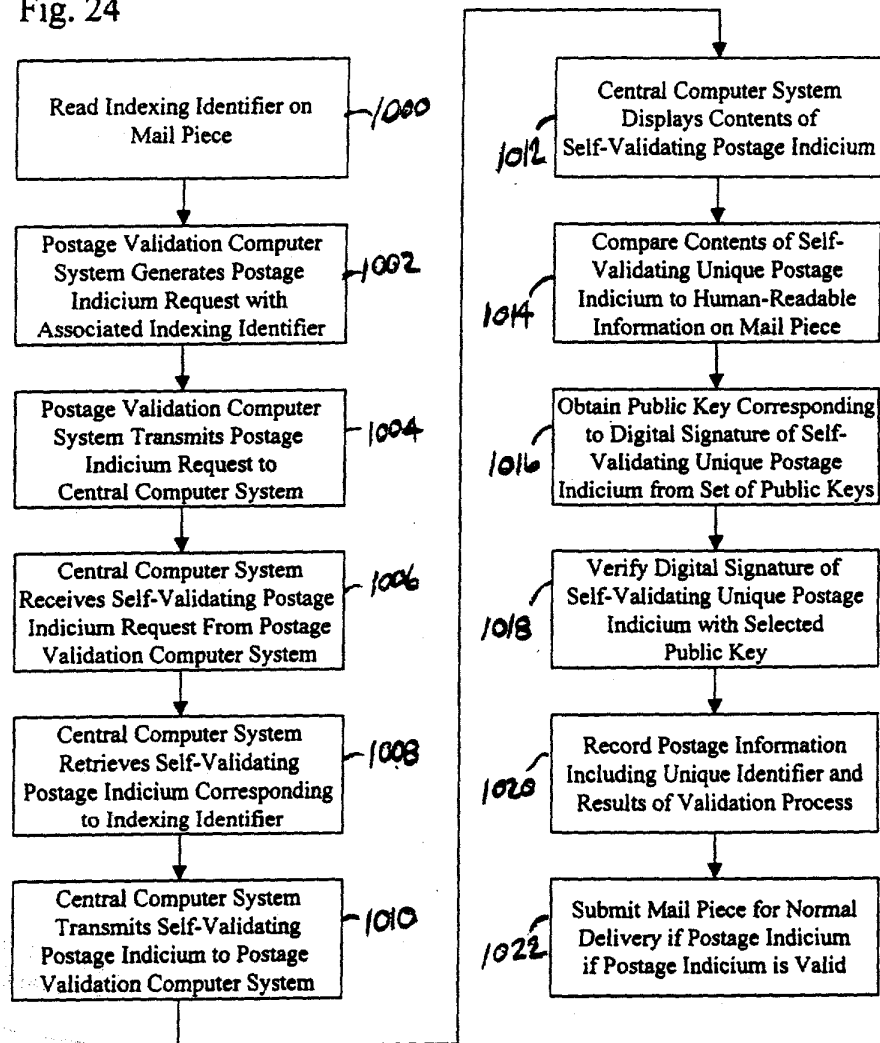 Fig. 24
Read Indexing Identifier on
Mail Piece
1000
Postage Validation Computer
System Generates Postage
Indicium Request with
Associated Indexing Identifier
1002
Postage Validation Computer
System Transmits Postage
Indicium Request to
Central Computer System
1004
Central Computer System
Receives Self-Validating Postage
Indicium Request From Postage
Validation Computer System
1006
Central Computer System
Retrieves Self-Validating
Postage Indicium Corresponding
to Indexing Identifier
1008
Central Computer System
Transmits Self-Validating
Postage Indicium to Postage
Validation Computer System
1010
Central Computer System
Displays Contents of
Self-Validating Postage Indicium
1012
Compare Contents of Self-
Validating Unique Postage
Indicium to Human-Readable
Information on Mail Piece
1014
Obtain Public Key Corresponding
to Digital Signature of Self-
Validating Unique Postage
Indicium from Set of Public Keys
1016
Verify Digital Signature of
Self-Validating Unique Postage
Indicium with Selected
Public Key
1018
Record Postage Information
Including Unique Identifier and
Results of Validation Process
1020
Submit Mail Piece for Normal
Delivery if Postage Indicium
if Postage Indicium is Valid
1022